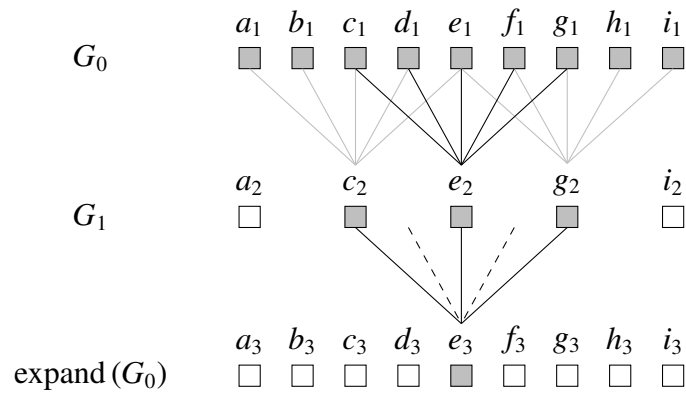 a₁ b₁ c₁ d₁ e₁ f₁ g₁ h₁ i₁
G₀
a₂ c₂ e₂ g₂ i₂
G₁
a₃ b₃ c₃ d₃ e₃ f₃ g₃ h₃ i₃
expand (G₀)